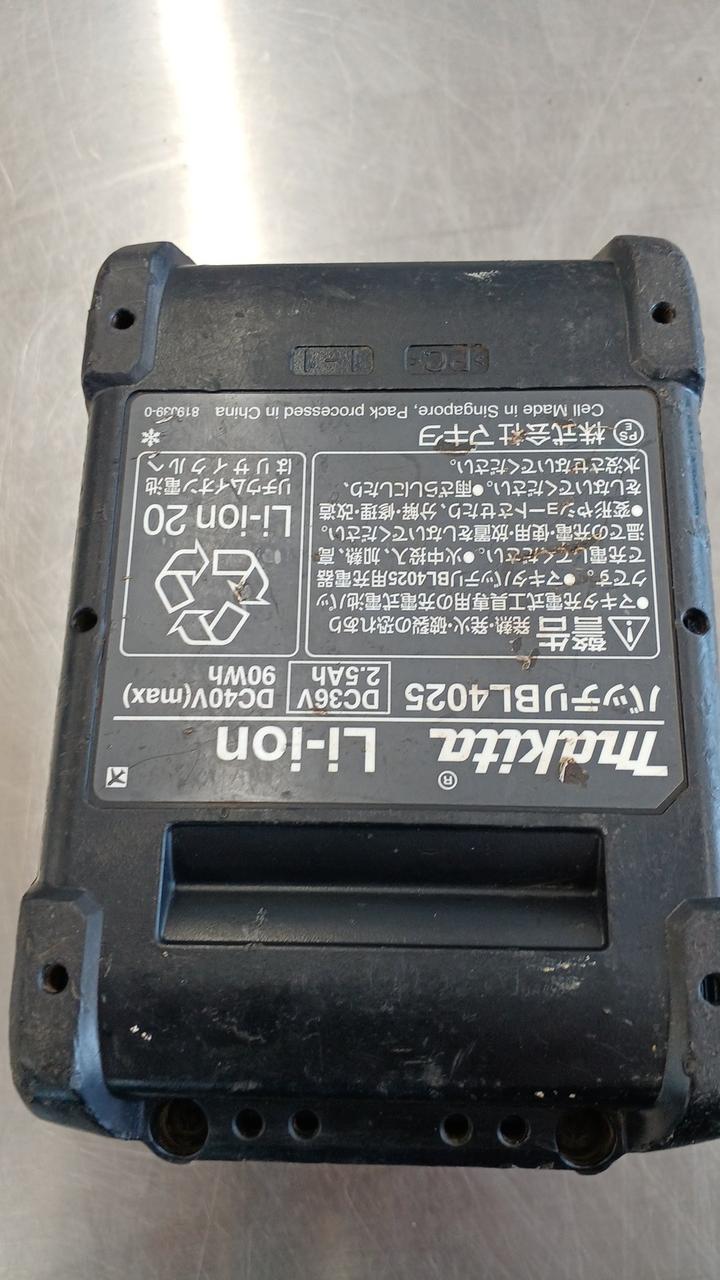 makita® Li-ion
バッテリBL4025 DC36V 2.5Ah DC40V(max) 90Wh
警告 発熱・発火・破裂の恐れあり
●マキタ充電式工具専用の充電式電池パッ
クです。●マキタバッテリBL4025用充電器
で充電してください。●火中投入、加熱、高
温での充電・使用・放置をしないでください。
●変形やショートさせたり、分解・修理・改造
をしないでください。●雨ざらしにしたり、
水没させないでください。
Li-ion 20
リチウムイオン電池
はリサイクルへ
PSE 株式会社マキタ *
Cell Made in Singapore, Pack processed in China 819J39-0
>PC<